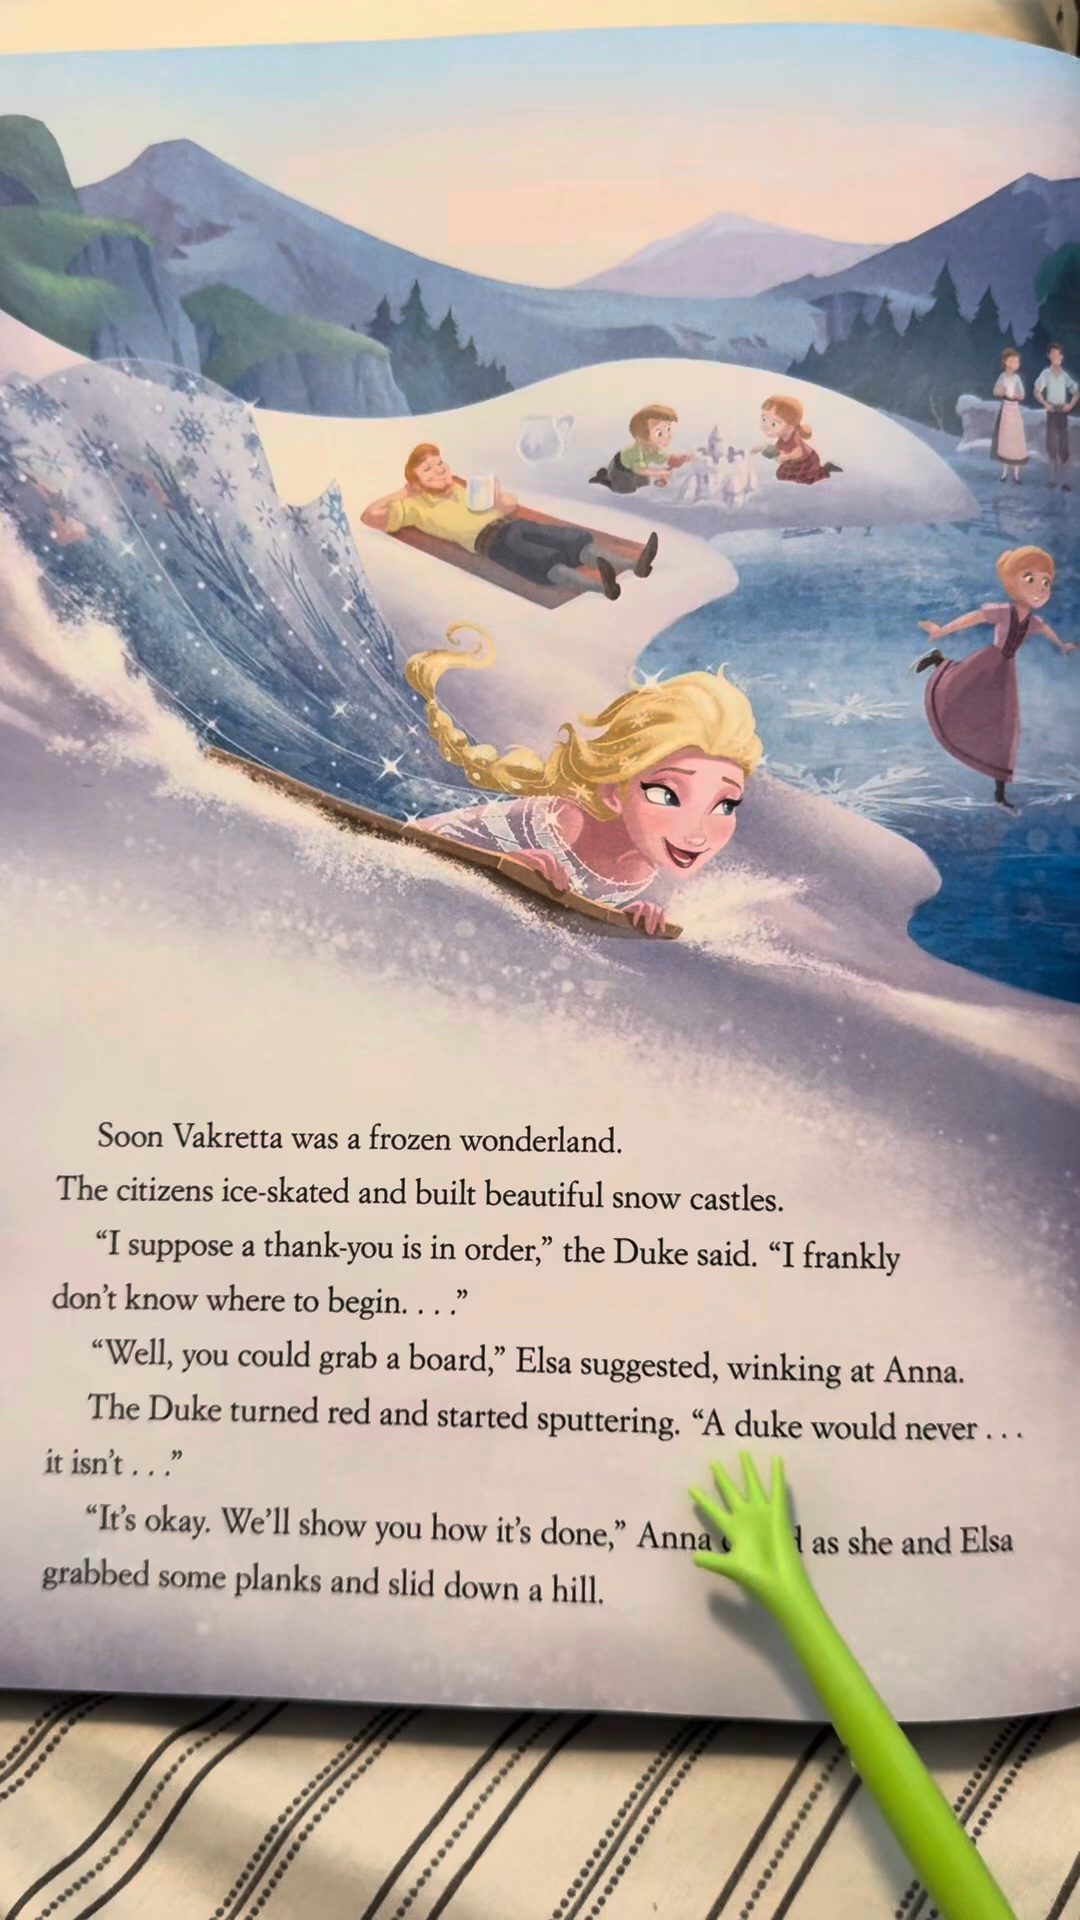 Soon Vakretta was a frozen wonderland.
The citizens ice-skated and built beautiful snow castles.
“I suppose a thank-you is in order,” the Duke said. “I frankly
don’t know where to begin. . . .”
“Well, you could grab a board,” Elsa suggested, winking at Anna.
The Duke turned red and started sputtering. “A duke would never . . .
it isn’t . . .”
“It’s okay. We’ll show you how it’s done,” Anna as she and Elsa
grabbed some planks and slid down a hill.